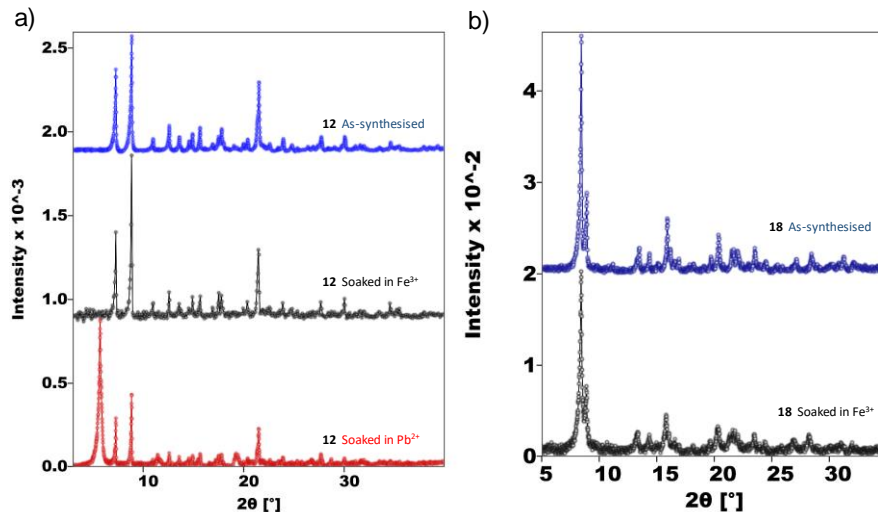 a)
2.5
2.0
1.5
1.0
0.5
0.0
Intensity x 10^-3
12 As-synthesised
12 Soaked in Fe³⁺
12 Soaked in Pb²⁺
10
20
30
2θ [°]
b)
4
3
2
1
0
Intensity x 10^-2
18 As-synthesised
18 Soaked in Fe³⁺
5
10
15
20
25
30
2θ [°]